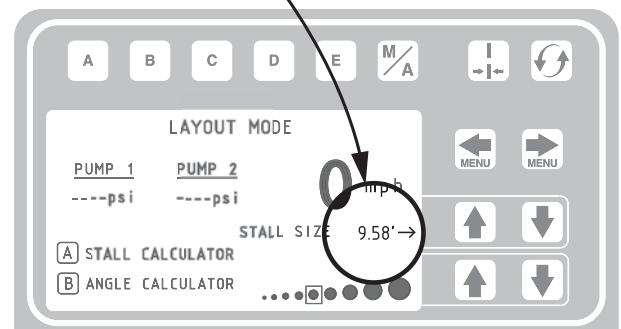 A B C D E M/A
LAYOUT MODE
PUMP 1 PUMP 2 0 mph
----psi ----psi
MENU MENU
STALL SIZE 9.58'→
A STALL CALCULATOR
B ANGLE CALCULATOR